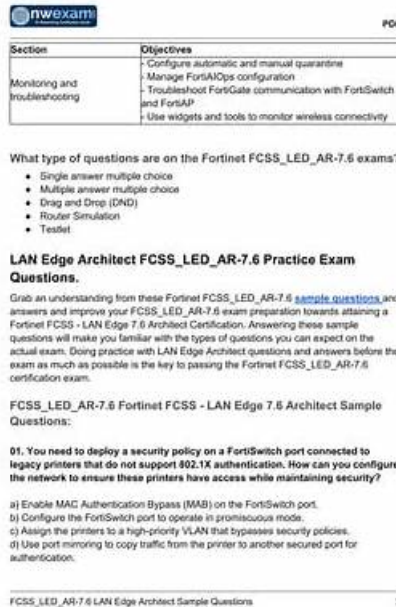 nwexam
PD
Section Objectives
Monitoring and
troubleshooting
- Configure automatic and manual quarantine
- Manage FortiAIOps configuration
- Troubleshoot FortiGate communication with FortiSwitch
and FortiAP
- Use widgets and tools to monitor wireless connectivity
What type of questions are on the Fortinet FCSS_LED_AR-7.6 exams?
• Single answer multiple choice
• Multiple answer multiple choice
• Drag and Drop (DND)
• Router Simulation
• Testlet
LAN Edge Architect FCSS_LED_AR-7.6 Practice Exam
Questions.
Grab an understanding from these Fortinet FCSS_LED_AR-7.6 sample questions and
answers and improve your FCSS_LED_AR-7.6 exam preparation towards attaining a
Fortinet FCSS - LAN Edge 7.6 Architect Certification. Answering these sample
questions will make you familiar with the types of questions you can expect on the
actual exam. Doing practice with LAN Edge Architect questions and answers before the
exam as much as possible is the key to passing the Fortinet FCSS_LED_AR-7.6
certification exam.
FCSS_LED_AR-7.6 Fortinet FCSS - LAN Edge 7.6 Architect Sample
Questions:
01. You need to deploy a security policy on a FortiSwitch port connected to
legacy printers that do not support 802.1X authentication. How can you configure
the network to ensure these printers have access while maintaining security?
a) Enable MAC Authentication Bypass (MAB) on the FortiSwitch port.
b) Configure the FortiSwitch port to operate in promiscuous mode.
c) Assign the printers to a high-priority VLAN that bypasses security policies.
d) Use port mirroring to copy traffic from the printer to another secured port for
authentication.
FCSS_LED_AR-7.6 LAN Edge Architect Sample Questions